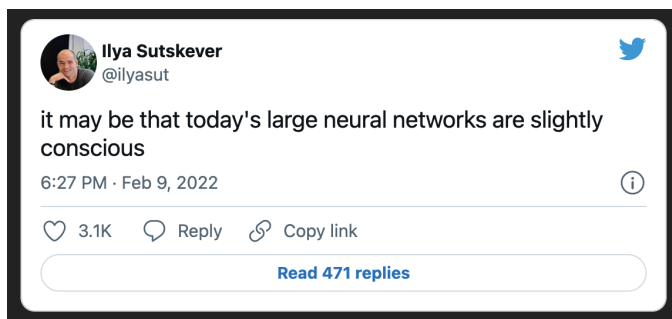 Ilya Sutskever
@ilyasut
it may be that today's large neural networks are slightly
conscious
6:27 PM · Feb 9, 2022
3.1K Reply Copy link
Read 471 replies